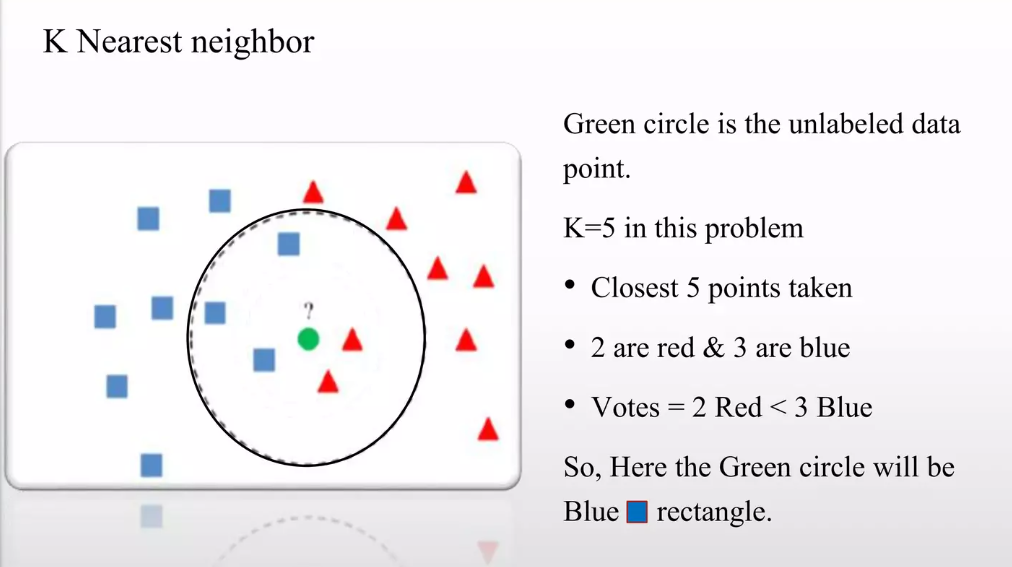 K Nearest neighbor
?
Green circle is the unlabeled data
point.
K=5 in this problem
• Closest 5 points taken
• 2 are red & 3 are blue
• Votes = 2 Red < 3 Blue
So, Here the Green circle will be
Blue rectangle.